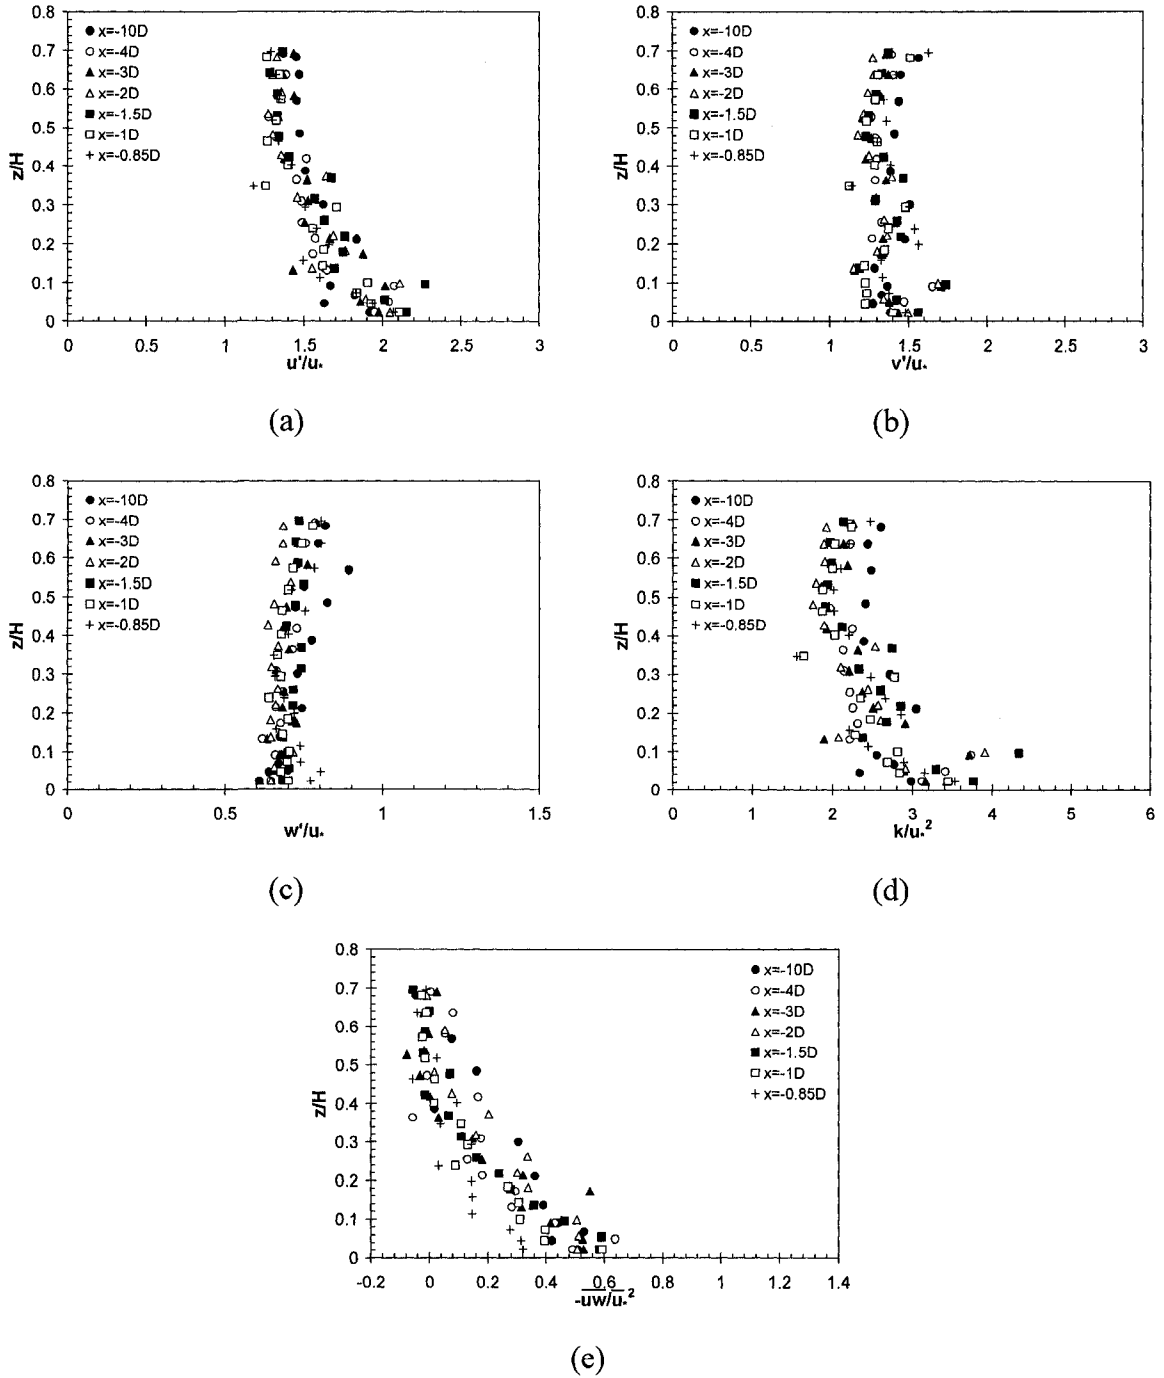 0.8
0.7
0.6
0.5
0.4
0.3
0.2
0.1
0
z/H
x=-10D
x=-4D
x=-3D
x=-2D
x=-1.5D
x=-1D
x=-0.85D
0 0.5 1 1.5 2 2.5 3
u'/u*
(a)
0.8
0.7
0.6
0.5
0.4
0.3
0.2
0.1
0
z/H
x=-10D
x=-4D
x=-3D
x=-2D
x=-1.5D
x=-1D
x=-0.85D
0 0.5 1 1.5 2 2.5 3
v'/u*
(b)
0.8
0.7
0.6
0.5
0.4
0.3
0.2
0.1
0
z/H
x=-10D
x=-4D
x=-3D
x=-2D
x=-1.5D
x=-1D
x=-0.85D
0 0.5 1 1.5
w'/u*
(c)
0.8
0.7
0.6
0.5
0.4
0.3
0.2
0.1
0
z/H
x=-10D
x=-4D
x=-3D
x=-2D
x=-1.5D
x=-1D
x=-0.85D
0 1 2 3 4 5 6
k/u*²
(d)
0.8
0.7
0.6
0.5
0.4
0.3
0.2
0.1
0
z/H
x=-10D
x=-4D
x=-3D
x=-2D
x=-1.5D
x=-1D
x=-0.85D
-0.2 0 0.2 0.4 0.6 0.8 1 1.2 1.4
-uw/u*²
(e)